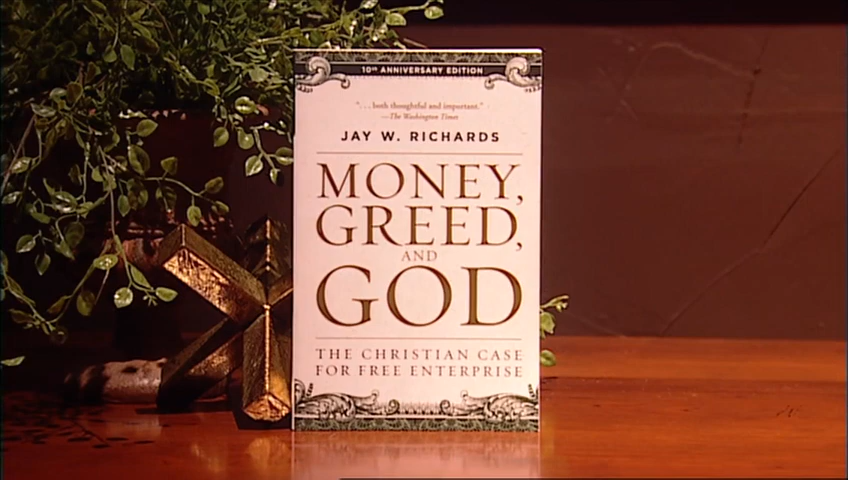 10th ANNIVERSARY EDITION
". . . both thoughtful and important."
—The Washington Times
JAY W. RICHARDS
MONEY,
GREED,
AND
GOD
THE CHRISTIAN CASE
FOR FREE ENTERPRISE